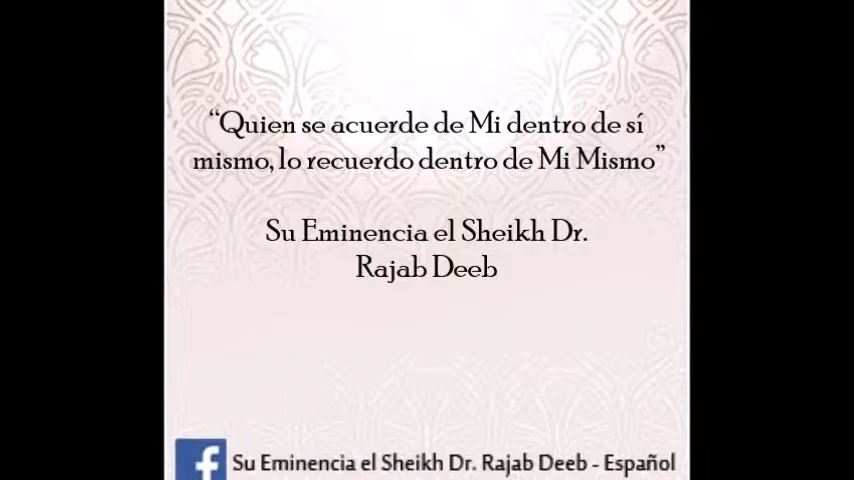 “Quien se acuerde de Mi dentro de sí
mismo, lo recuerdo dentro de Mi Mismo”
Su Eminencia el Sheikh Dr.
Rajab Deeb
Su Eminencia el Sheikh Dr. Rajab Deeb - Español